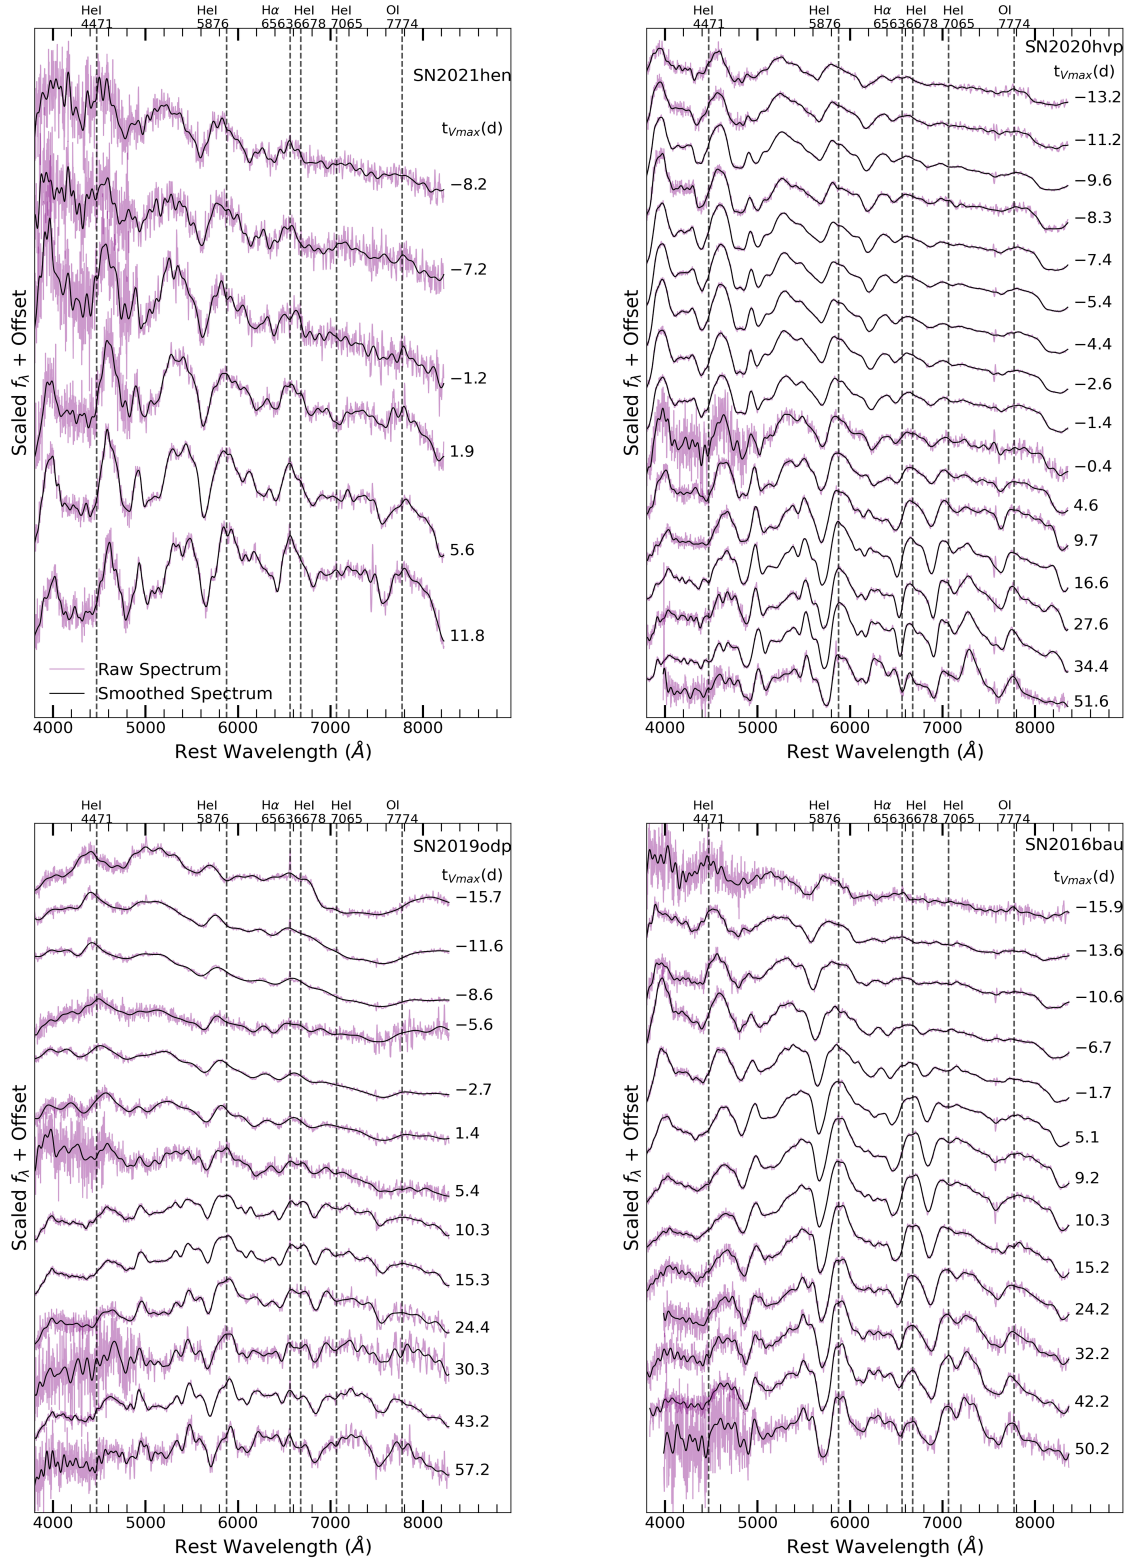 HeI HeI Hα HeI HeI OI
4471 5876 6563 6678 7065 7774
SN2021hen
tVmax(d)
−8.2
−7.2
−1.2
1.9
5.6
11.8
Raw Spectrum
Smoothed Spectrum
Scaled fλ + Offset
4000 5000 6000 7000 8000
Rest Wavelength (Å)
HeI HeI Hα HeI HeI OI
4471 5876 6563 6678 7065 7774
SN2020hvp
tVmax(d)
−13.2
−11.2
−9.6
−8.3
−7.4
−5.4
−4.4
−2.6
−1.4
−0.4
4.6
9.7
16.6
27.6
34.4
51.6
Scaled fλ + Offset
4000 5000 6000 7000 8000
Rest Wavelength (Å)
HeI HeI Hα HeI HeI OI
4471 5876 6563 6678 7065 7774
SN2019odp
tVmax(d)
−15.7
−11.6
−8.6
−5.6
−2.7
1.4
5.4
10.3
15.3
24.4
30.3
43.2
57.2
Scaled fλ + Offset
4000 5000 6000 7000 8000
Rest Wavelength (Å)
HeI HeI Hα HeI HeI OI
4471 5876 6563 6678 7065 7774
SN2016bau
tVmax(d)
−15.9
−13.6
−10.6
−6.7
−1.7
5.1
9.2
10.3
15.2
24.2
32.2
42.2
50.2
Scaled fλ + Offset
4000 5000 6000 7000 8000
Rest Wavelength (Å)